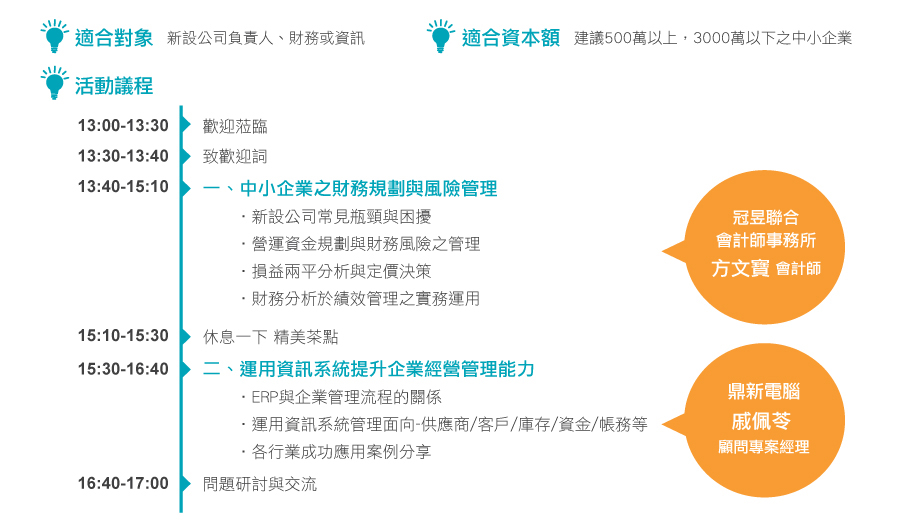 適合對象 新設公司負責人、財務或資訊
適合資本額 建議500萬以上，3000萬以下之中小企業
活動議程
13:00-13:30 歡迎蒞臨
13:30-13:40 致歡迎詞
13:40-15:10 一、中小企業之財務規劃與風險管理
・新設公司常見瓶頸與困擾
・營運資金規劃與財務風險之管理
・損益兩平分析與定價決策
・財務分析於績效管理之實務運用
冠昱聯合
會計師事務所
方文寶 會計師
15:10-15:30 休息一下 精美茶點
15:30-16:40 二、運用資訊系統提升企業經營管理能力
・ERP與企業管理流程的關係
・運用資訊系統管理面向-供應商/客戶/庫存/資金/帳務等
・各行業成功應用案例分享
鼎新電腦
戚佩苓
顧問專案經理
16:40-17:00 問題研討與交流